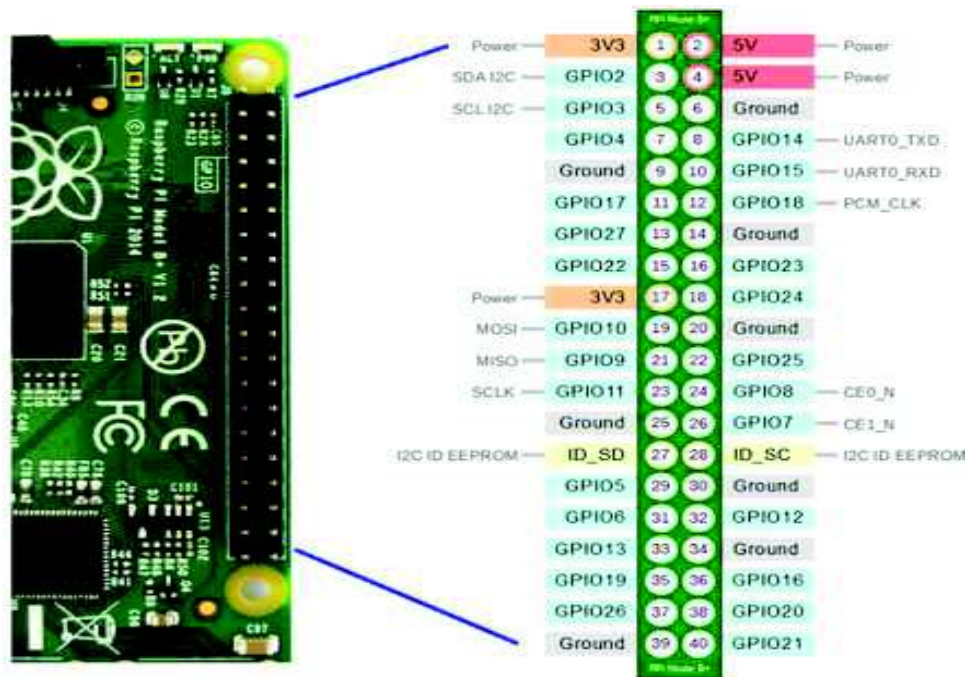 Power 3V3 1 2 5V Power
SDA I2C GPIO2 3 4 5V Power
SCL I2C GPIO3 5 6 Ground
GPIO4 7 8 GPIO14 UART0_TXD
Ground 9 10 GPIO15 UART0_RXD
GPIO17 11 12 GPIO18 PCM_CLK
GPIO27 13 14 Ground
GPIO22 15 16 GPIO23
Power 3V3 17 18 GPIO24
MOSI GPIO10 19 20 Ground
MISO GPIO9 21 22 GPIO25
SCLK GPIO11 23 24 GPIO8 CE0_N
Ground 25 26 GPIO7 CE1_N
I2C ID EEPROM ID_SD 27 28 ID_SC I2C ID EEPROM
GPIO5 29 30 Ground
GPIO6 31 32 GPIO12
GPIO13 33 34 Ground
GPIO19 35 36 GPIO16
GPIO26 37 38 GPIO20
Ground 39 40 GPIO21
Raspberry Pi Model B+ V1.2
© Raspberry Pi 2014
GPIO
Pb
FC
CE